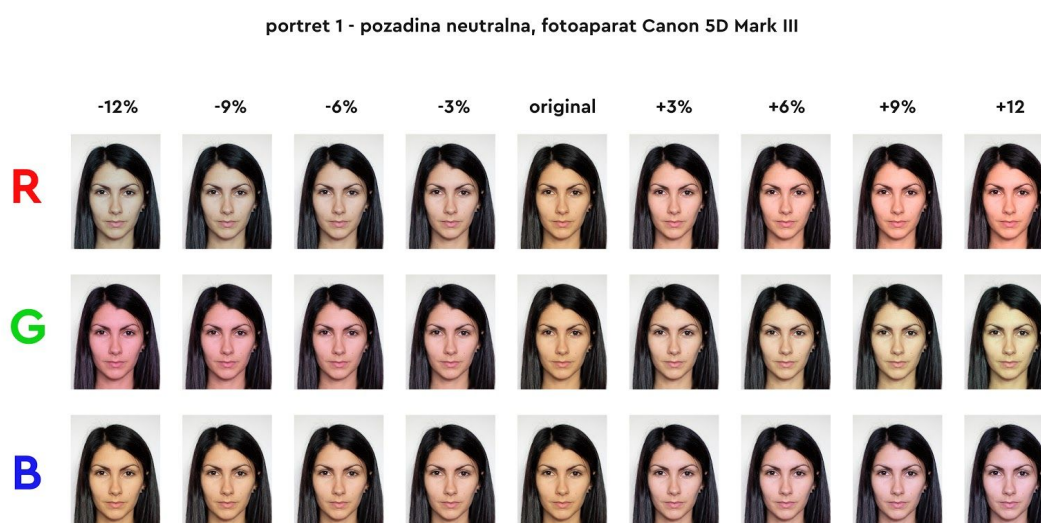 portret 1 - pozadina neutralna, fotoaparat Canon 5D Mark III
-12% -9% -6% -3% original +3% +6% +9% +12
R
G
B